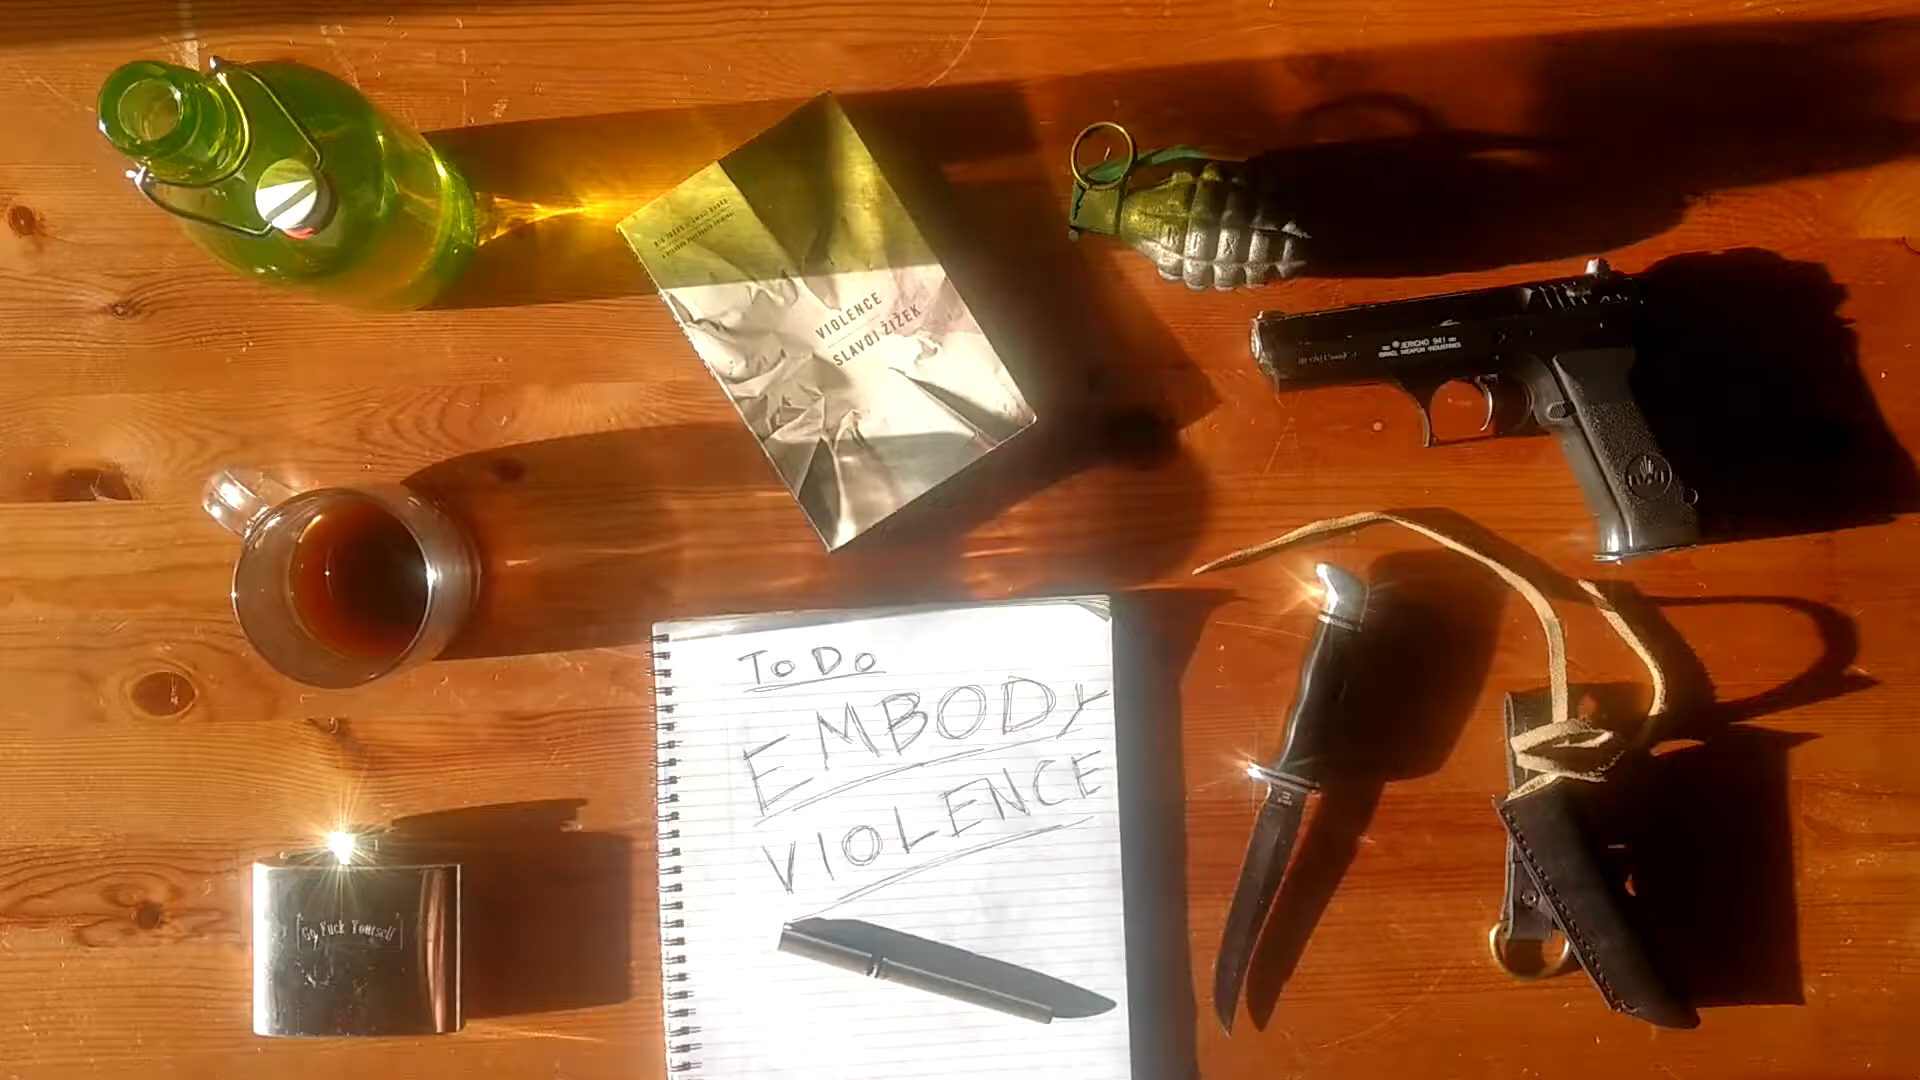 VIOLENCE
SLAVOJ ŽIŽEK
JERICHO 941
ISRAEL WEAPON INDUSTRIES
To Do
EMBODY
VIOLENCE
Go Fuck Yourself